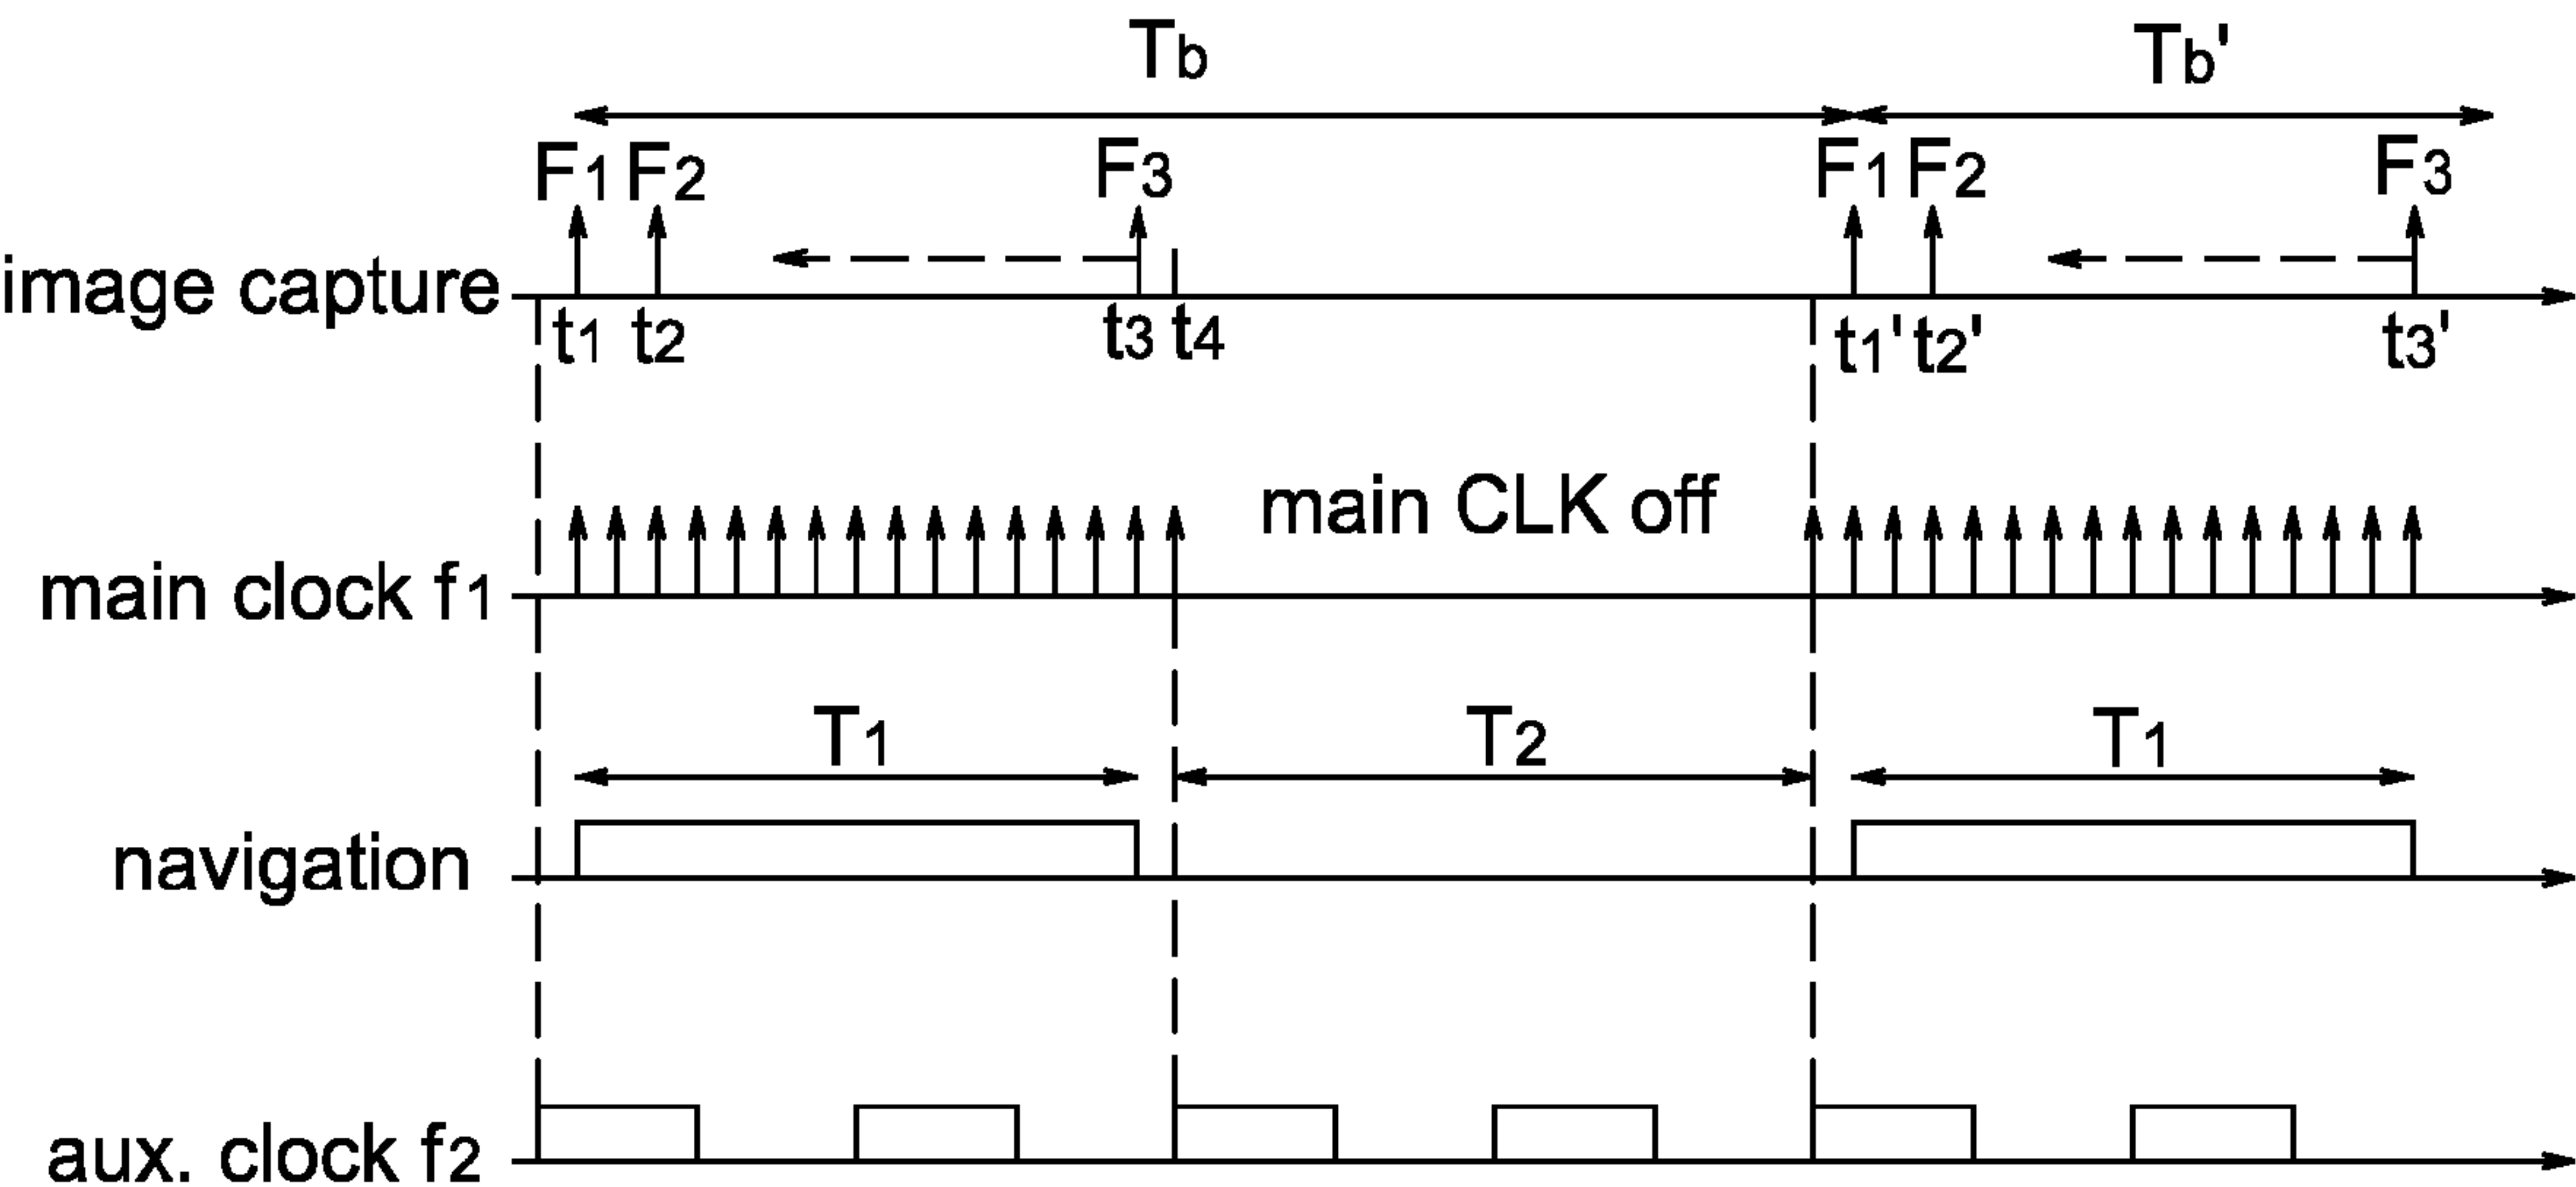 Tb Tb'
F1 F2 F3 F1 F2 F3
image capture
t1 t2 t3 t4 t1' t2' t3'
main CLK off
main clock f1
T1 T2 T1
navigation
aux. clock f2